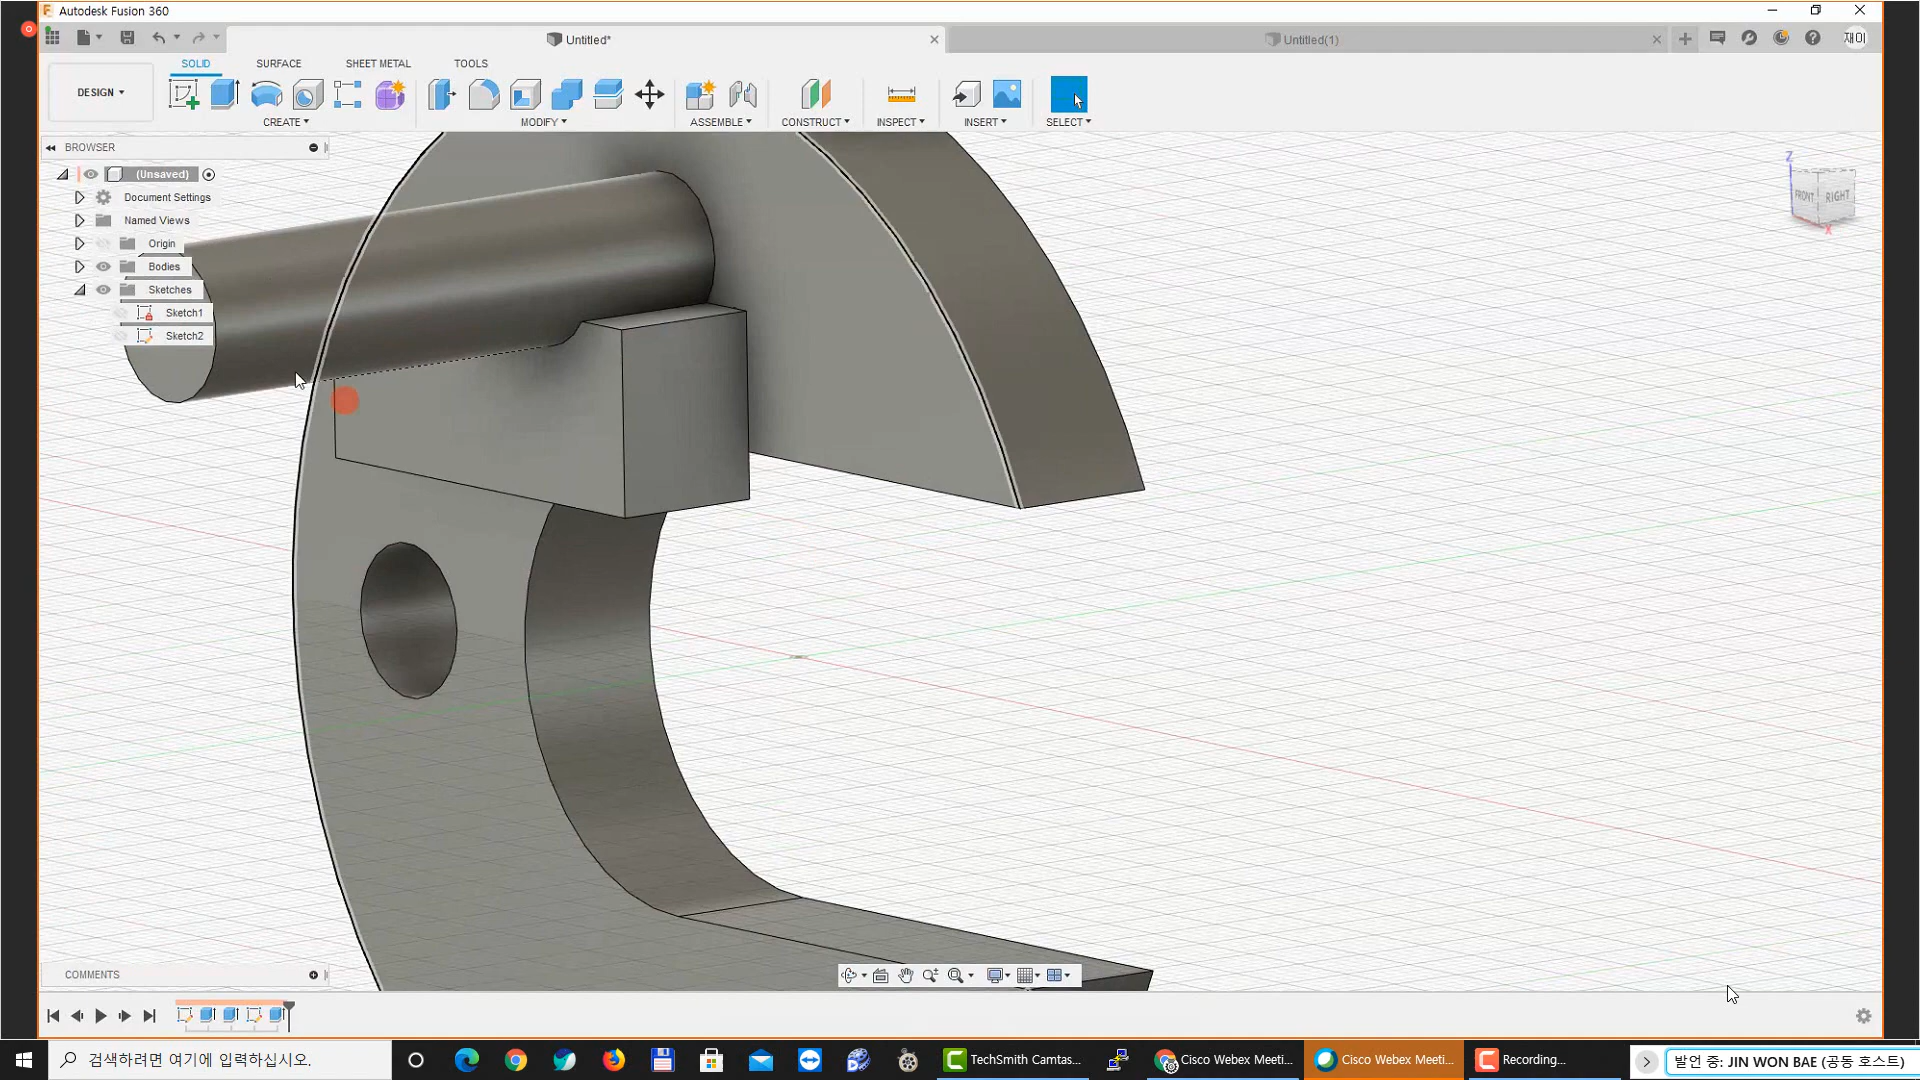 Autodesk Fusion 360
Untitled*
Untitled(1)
재이
DESIGN
SOLID
SURFACE
SHEET METAL
TOOLS
CREATE
MODIFY
ASSEMBLE
CONSTRUCT
INSPECT
INSERT
SELECT
BROWSER
(Unsaved)
Document Settings
Named Views
Origin
Bodies
Sketches
Sketch1
Sketch2
Z
FRONT
RIGHT
X
COMMENTS
검색하려면 여기에 입력하십시오.
TechSmith Camtas...
Cisco Webex Meeti...
Cisco Webex Meeti...
Recording...
발언 중: JIN WON BAE (공동 호스트)